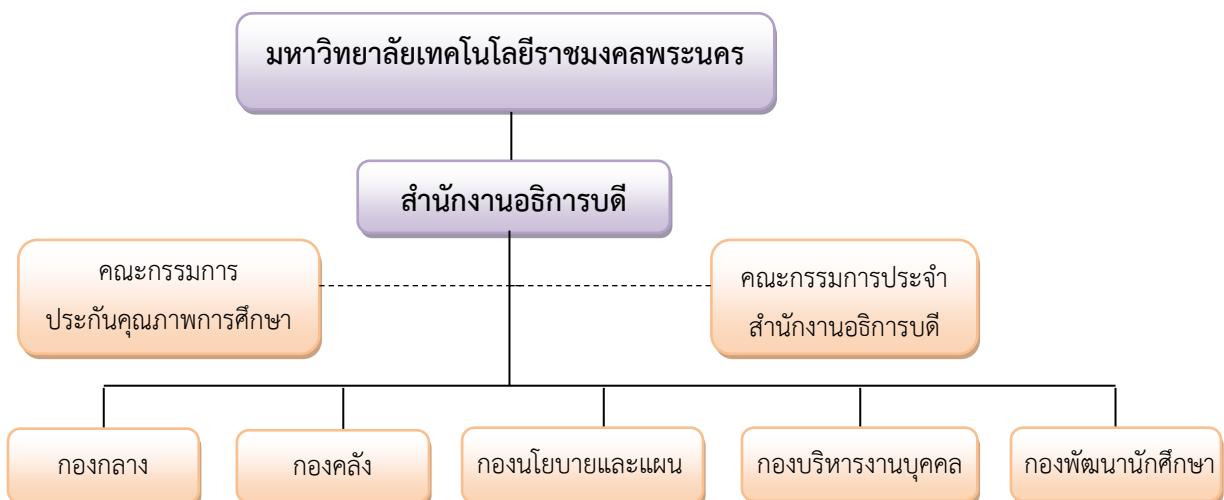 มหาวิทยาลัยเทคโนโลยีราชมงคลพระนคร
สำนักงานอธิการบดี
คณะกรรมการ
ประกันคุณภาพการศึกษา
คณะกรรมการประจำ
สำนักงานอธิการบดี
กองกลาง
กองคลัง
กองนโยบายและแผน
กองบริหารงานบุคคล
กองพัฒนานักศึกษา